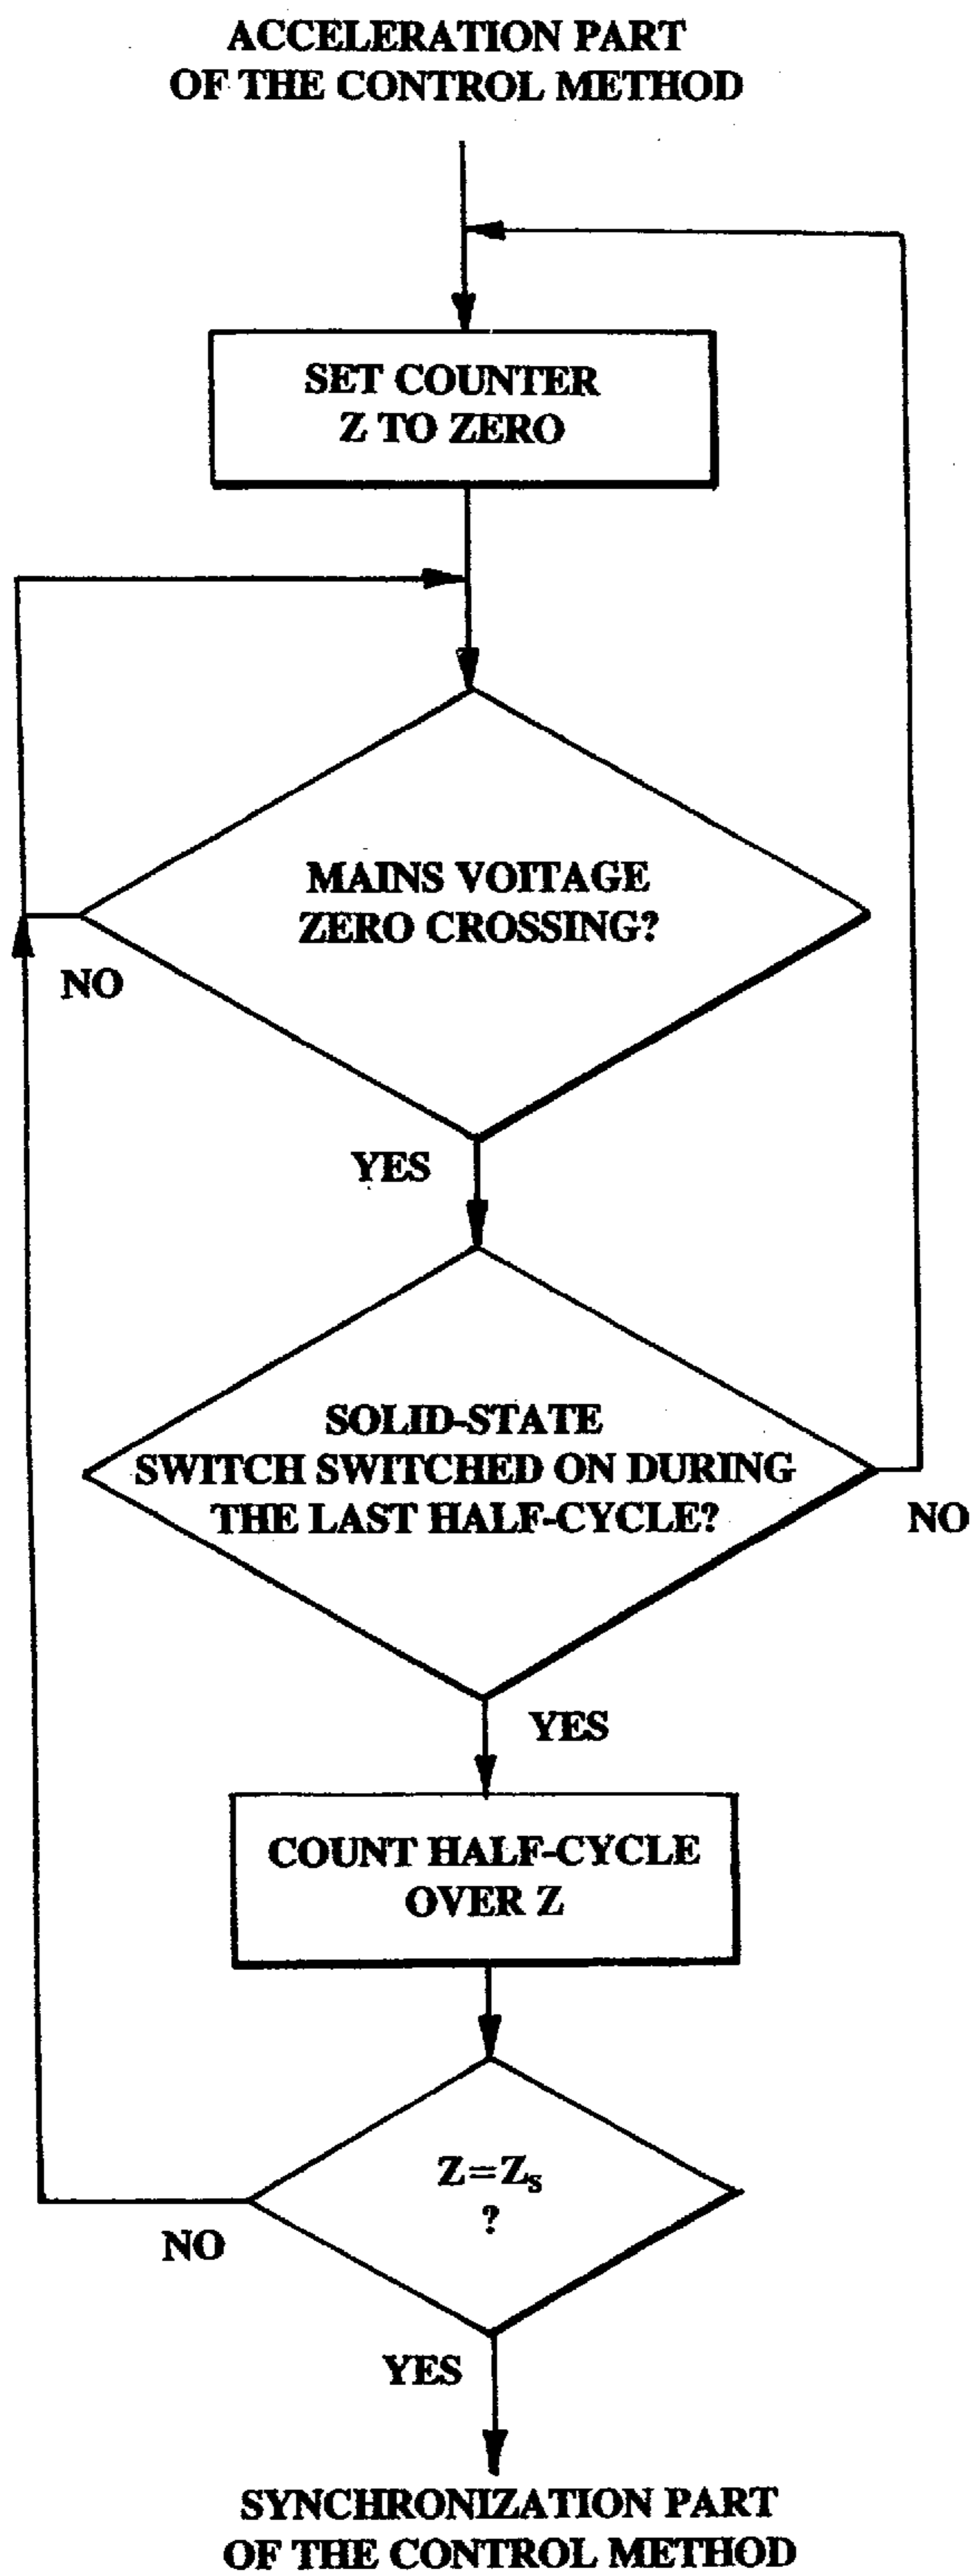 ACCELERATION PART
OF THE CONTROL METHOD
SET COUNTER
Z TO ZERO
MAINS VOITAGE
ZERO CROSSING?
NO
YES
SOLID-STATE
SWITCH SWITCHED ON DURING
THE LAST HALF-CYCLE?
NO
YES
COUNT HALF-CYCLE
OVER Z
Z=Zs
?
NO
YES
SYNCHRONIZATION PART
OF THE CONTROL METHOD